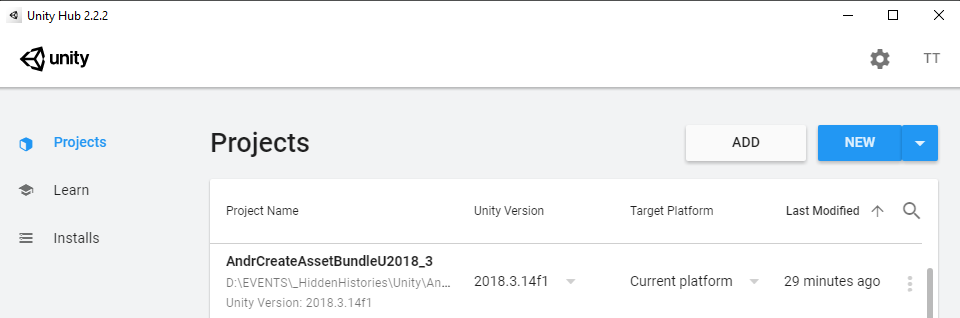 Unity Hub 2.2.2
unity
TT
Projects
Learn
Installs
Projects
ADD
NEW
Project Name
Unity Version
Target Platform
Last Modified
AndrCreateAssetBundleU2018_3
D:\EVENTS\_HiddenHistories\Unity\An...
Unity Version: 2018.3.14f1
2018.3.14f1
Current platform
29 minutes ago